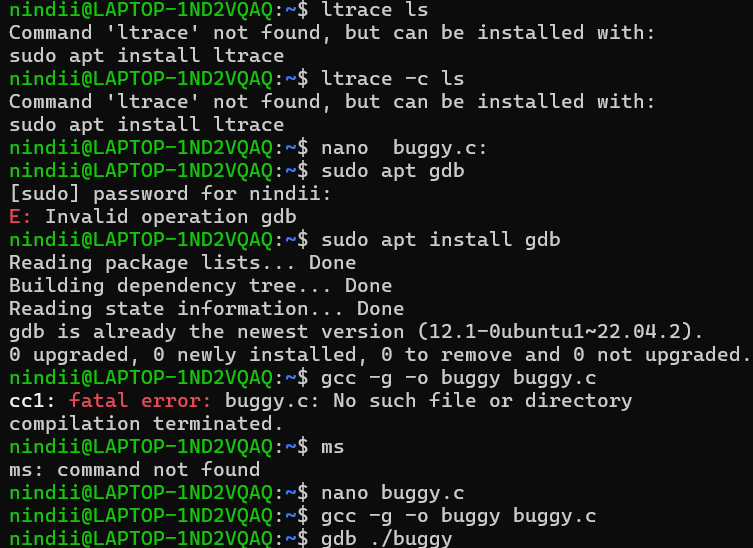 nindii@LAPTOP-1ND2VQAQ:~$ ltrace ls
Command 'ltrace' not found, but can be installed with:
sudo apt install ltrace
nindii@LAPTOP-1ND2VQAQ:~$ ltrace -c ls
Command 'ltrace' not found, but can be installed with:
sudo apt install ltrace
nindii@LAPTOP-1ND2VQAQ:~$ nano  buggy.c:
nindii@LAPTOP-1ND2VQAQ:~$ sudo apt gdb
[sudo] password for nindii:
E: Invalid operation gdb
nindii@LAPTOP-1ND2VQAQ:~$ sudo apt install gdb
Reading package lists... Done
Building dependency tree... Done
Reading state information... Done
gdb is already the newest version (12.1-0ubuntu1~22.04.2).
0 upgraded, 0 newly installed, 0 to remove and 0 not upgraded.
nindii@LAPTOP-1ND2VQAQ:~$ gcc -g -o buggy buggy.c
cc1: fatal error: buggy.c: No such file or directory
compilation terminated.
nindii@LAPTOP-1ND2VQAQ:~$ ms
ms: command not found
nindii@LAPTOP-1ND2VQAQ:~$ nano buggy.c
nindii@LAPTOP-1ND2VQAQ:~$ gcc -g -o buggy buggy.c
nindii@LAPTOP-1ND2VQAQ:~$ gdb ./buggy